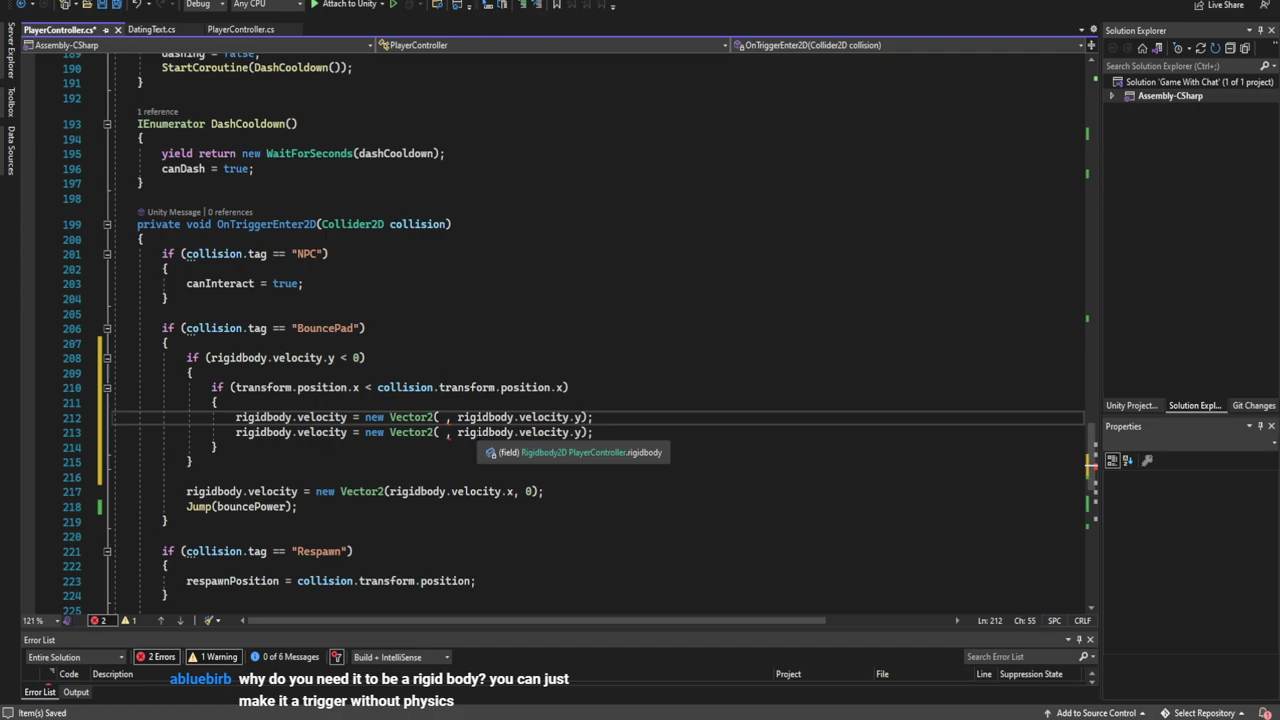 Debug Any CPU Attach to Unity Live Share
PlayerController.cs* DatingText.cs PlayerController.cs
Assembly-CSharp PlayerController OnTriggerEnter2D(Collider2D collision)
Server Explorer
Toolbox
Data Sources
189 dashing = false;
190 StartCoroutine(DashCooldown());
191 }
192
1 reference
193 IEnumerator DashCooldown()
194 {
195 yield return new WaitForSeconds(dashCooldown);
196 canDash = true;
197 }
198
Unity Message | 0 references
199 private void OnTriggerEnter2D(Collider2D collision)
200 {
201 if (collision.tag == "NPC")
202 {
203 canInteract = true;
204 }
205
206 if (collision.tag == "BouncePad")
207 {
208 if (rigidbody.velocity.y < 0)
209 {
210 if (transform.position.x < collision.transform.position.x)
211 {
212 rigidbody.velocity = new Vector2( , rigidbody.velocity.y);
213 rigidbody.velocity = new Vector2( , rigidbody.velocity.y);
214 }
(field) Rigidbody2D PlayerController.rigidbody
215 }
216
217 rigidbody.velocity = new Vector2(rigidbody.velocity.x, 0);
218 Jump(bouncePower);
219 }
220
221 if (collision.tag == "Respawn")
222 {
223 respawnPosition = collision.transform.position;
224 }
225
121 % 2 1 Ln: 212 Ch: 55 SPC CRLF
Error List
Entire Solution 2 Errors 1 Warning 0 of 6 Messages Build + IntelliSense Search Error List
Code Description Project File Line Suppression State
Error List Output
Item(s) Saved Add to Source Control Select Repository
Solution Explorer
Search Solution Explorer (Ctrl+;)
Solution 'Game With Chat' (1 of 1 project)
Assembly-CSharp
Unity Project... Solution Expl... Git Changes
Properties
abluebirb why do you need it to be a rigid body? you can just
make it a trigger without physics